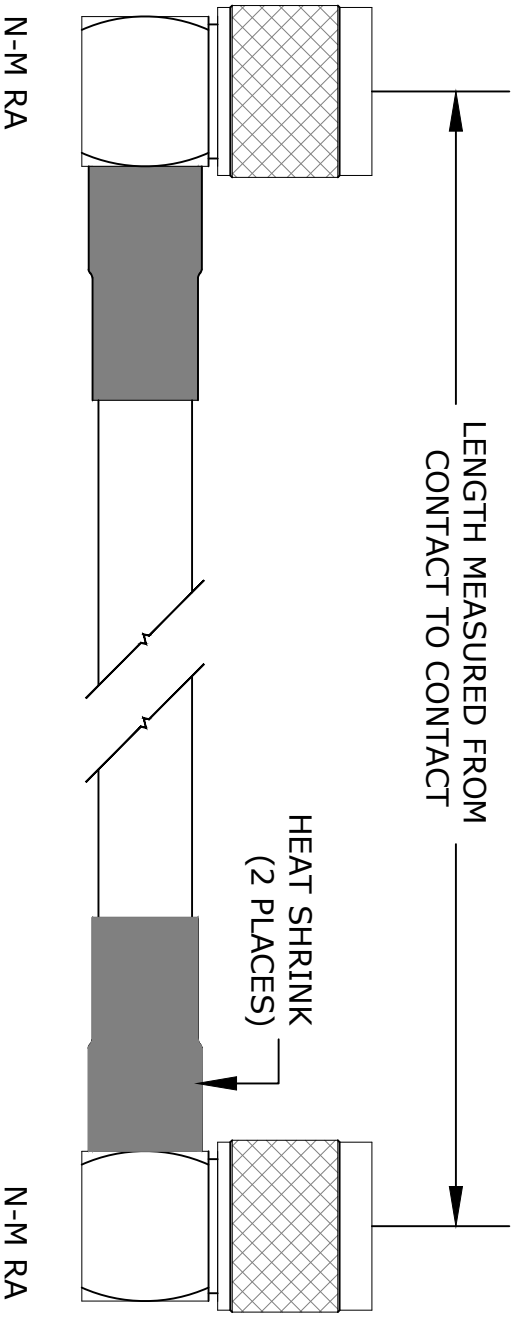 LENGTH MEASURED FROM
CONTACT TO CONTACT
HEAT SHRINK
(2 PLACES)
N-M RA
N-M RA